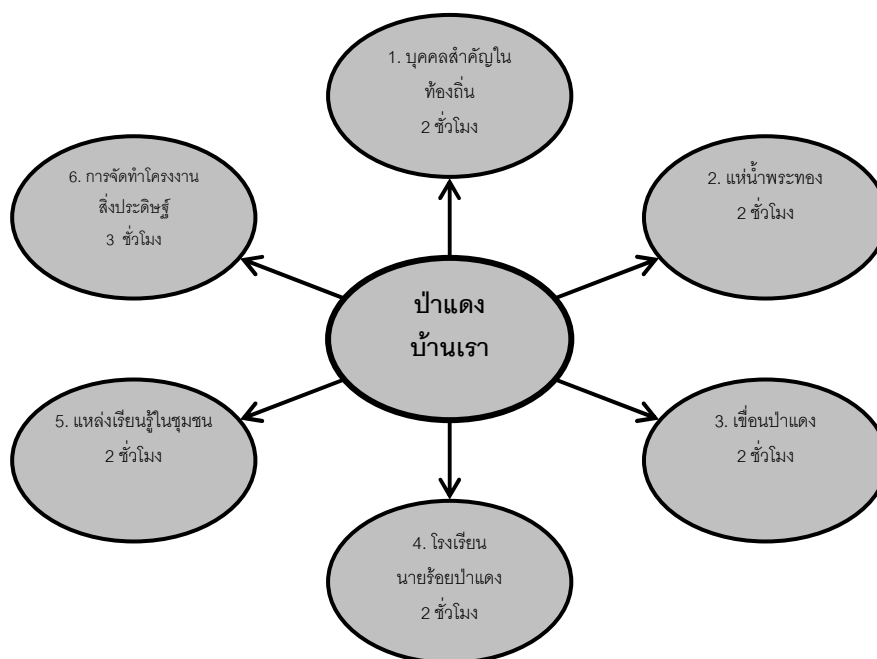 1. บุคคลสำคัญใน
ท้องถิ่น
2 ชั่วโมง
6. การจัดทำโครงงาน
สิ่งประดิษฐ์
3 ชั่วโมง
2. แห่น้ำพระทอง
2 ชั่วโมง
ป่าแดง
บ้านเรา
5. แหล่งเรียนรู้ในชุมชน
2 ชั่วโมง
3. เขื่อนป่าแดง
2 ชั่วโมง
4. โรงเรียน
นายร้อยป่าแดง
2 ชั่วโมง